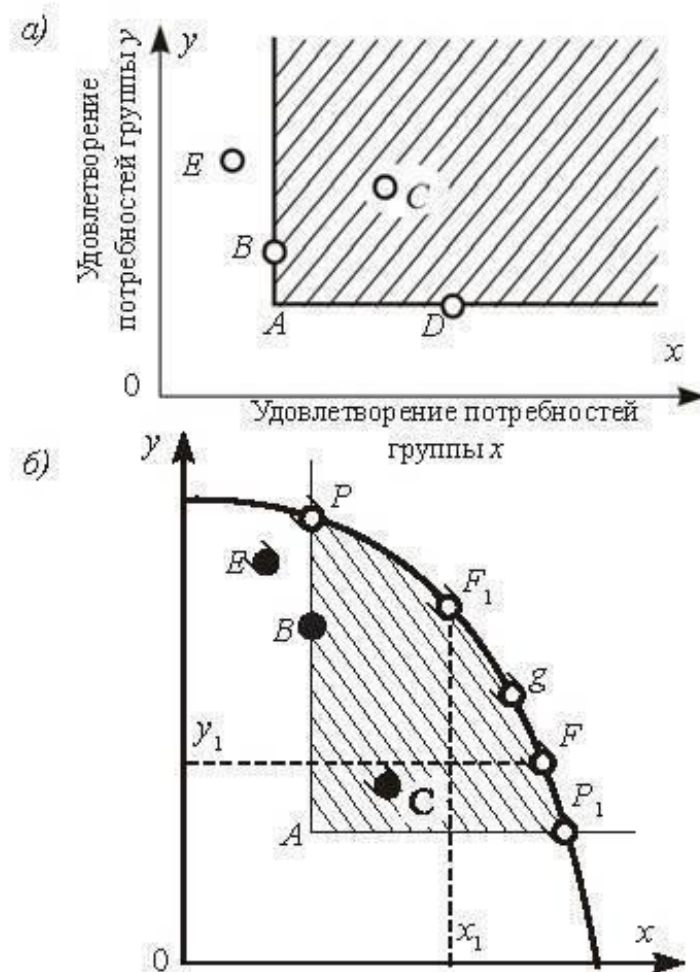 а)
y
Удовлетворение
потребностей группы y
E
C
B
A
D
x
0
Удовлетворение потребностей
группы x
б)
y
P
E
F1
B
g
y1
F
C
P1
A
x1
x
0